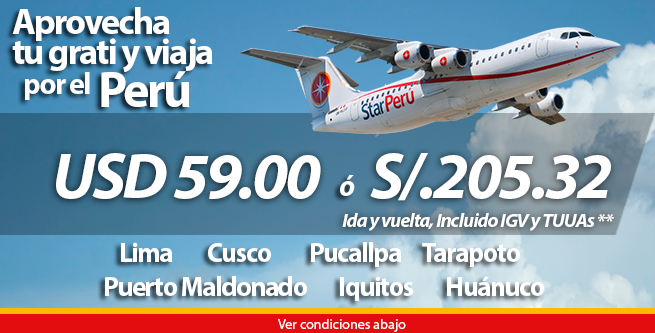 Aprovecha
tu grati y viaja
por el Perú
StarPerú
Star
USD 59.00 ó S/.205.32
Ida y vuelta, Incluido IGV y TUUAs **
Lima Cusco Pucallpa Tarapoto
Puerto Maldonado Iquitos Huánuco
Ver condiciones abajo